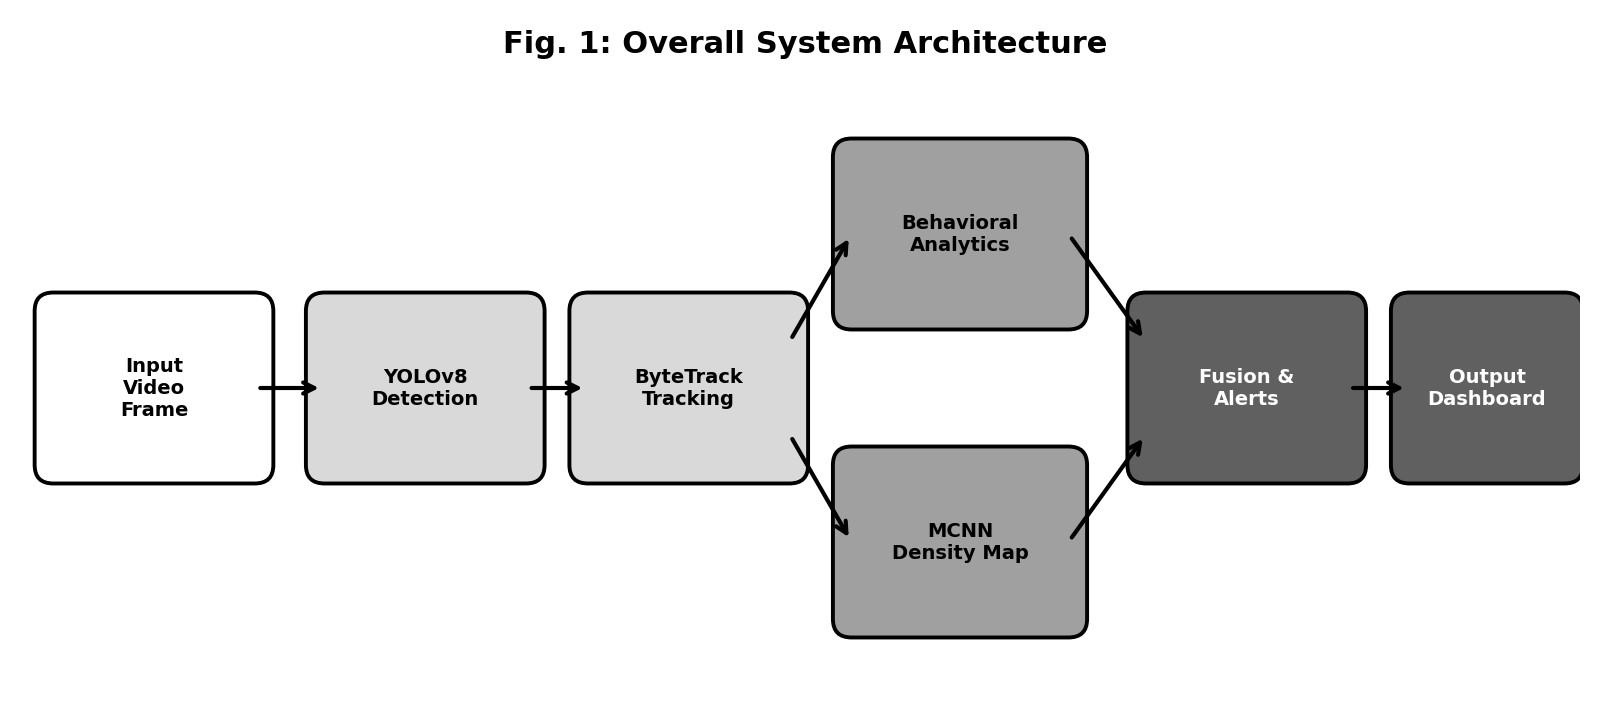 Fig. 1: Overall System Architecture
Input
Video
Frame
YOLOv8
Detection
ByteTrack
Tracking
Behavioral
Analytics
MCNN
Density Map
Fusion &
Alerts
Output
Dashboard